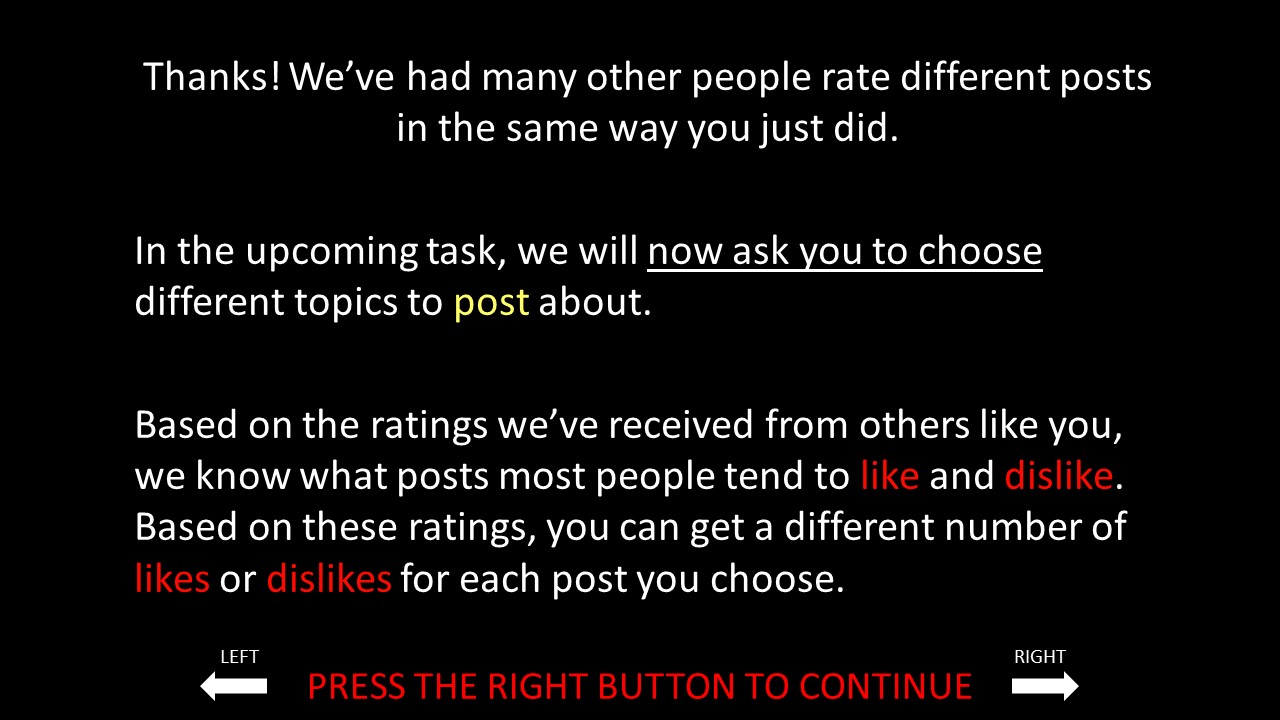 Thanks! We’ve had many other people rate different posts
in the same way you just did.
In the upcoming task, we will now ask you to choose
different topics to post about.
Based on the ratings we’ve received from others like you,
we know what posts most people tend to like and dislike.
Based on these ratings, you can get a different number of
likes or dislikes for each post you choose.
LEFT
RIGHT
PRESS THE RIGHT BUTTON TO CONTINUE